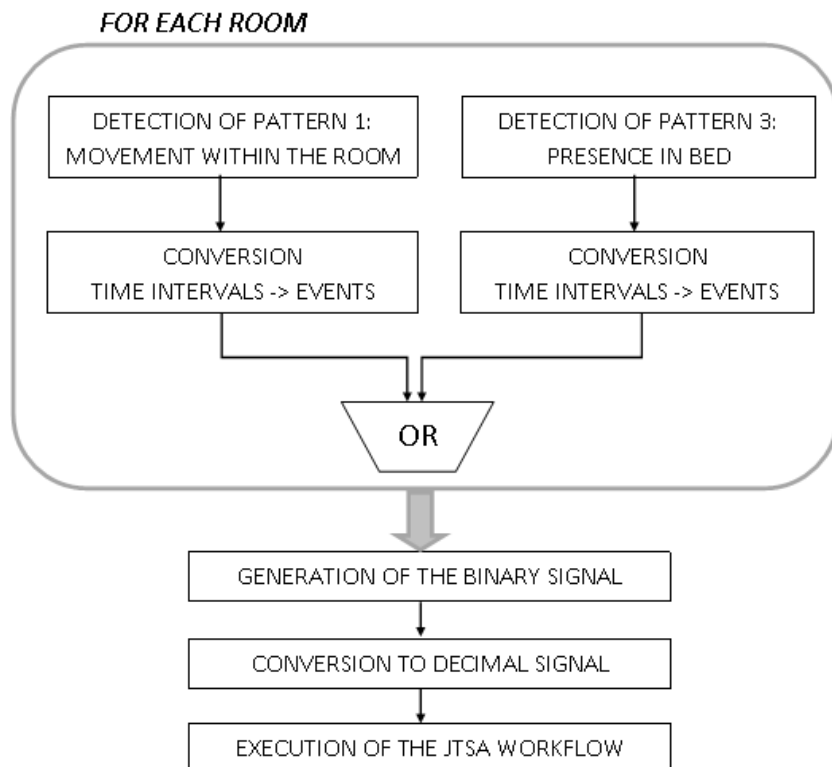 FOR EACH ROOM
DETECTION OF PATTERN 1:
MOVEMENT WITHIN THE ROOM
DETECTION OF PATTERN 3:
PRESENCE IN BED
CONVERSION
TIME INTERVALS -> EVENTS
CONVERSION
TIME INTERVALS -> EVENTS
OR
GENERATION OF THE BINARY SIGNAL
CONVERSION TO DECIMAL SIGNAL
EXECUTION OF THE JTSA WORKFLOW